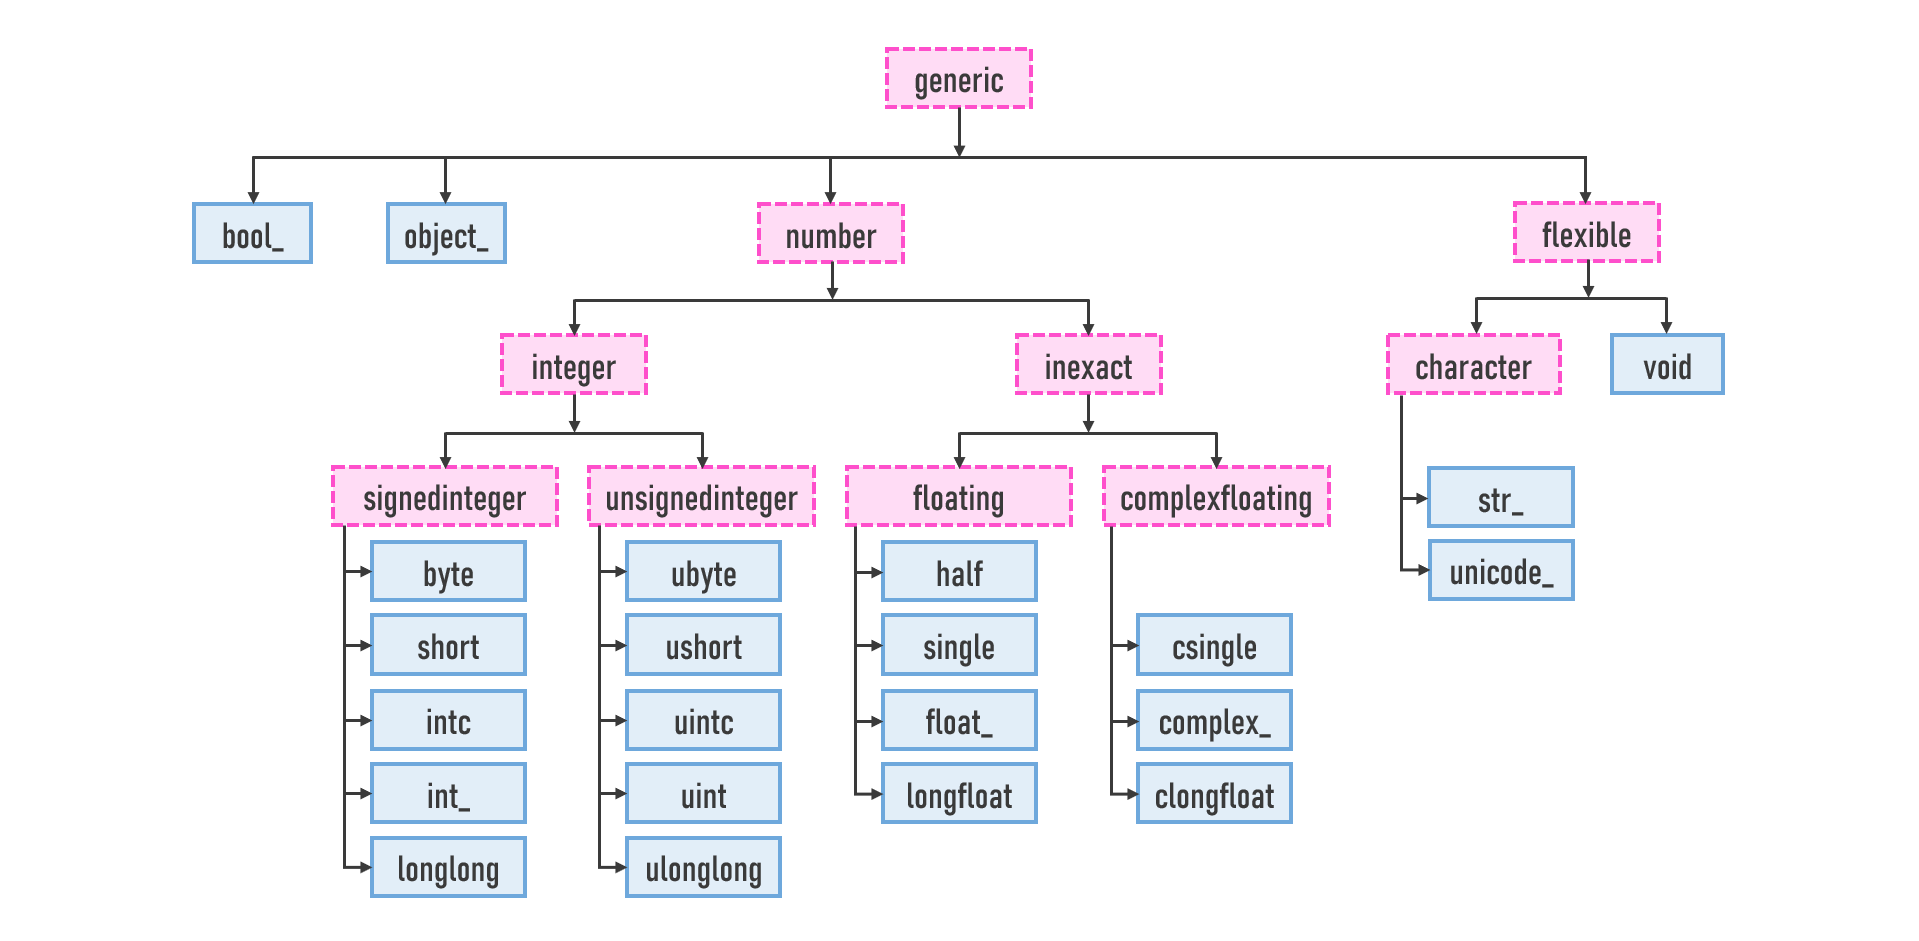 generic
bool_
object_
number
flexible
integer
inexact
character
void
signedinteger
unsignedinteger
floating
complexfloating
str_
unicode_
byte
ubyte
half
short
ushort
single
csingle
intc
uintc
float_
complex_
int_
uint
longfloat
clongfloat
longlong
ulonglong